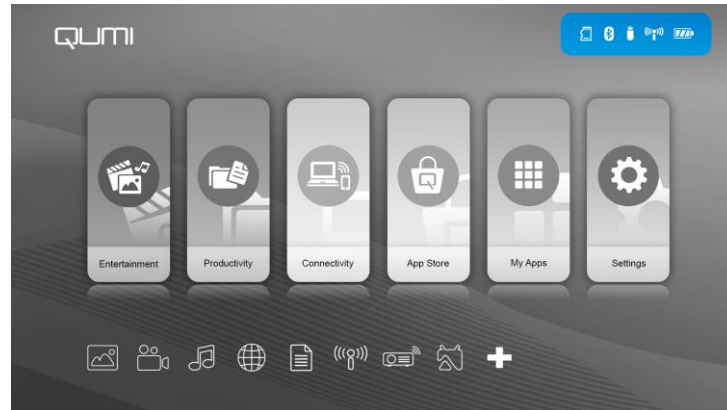 QUMI
Entertainment
Productivity
Connectivity
App Store
My Apps
Settings